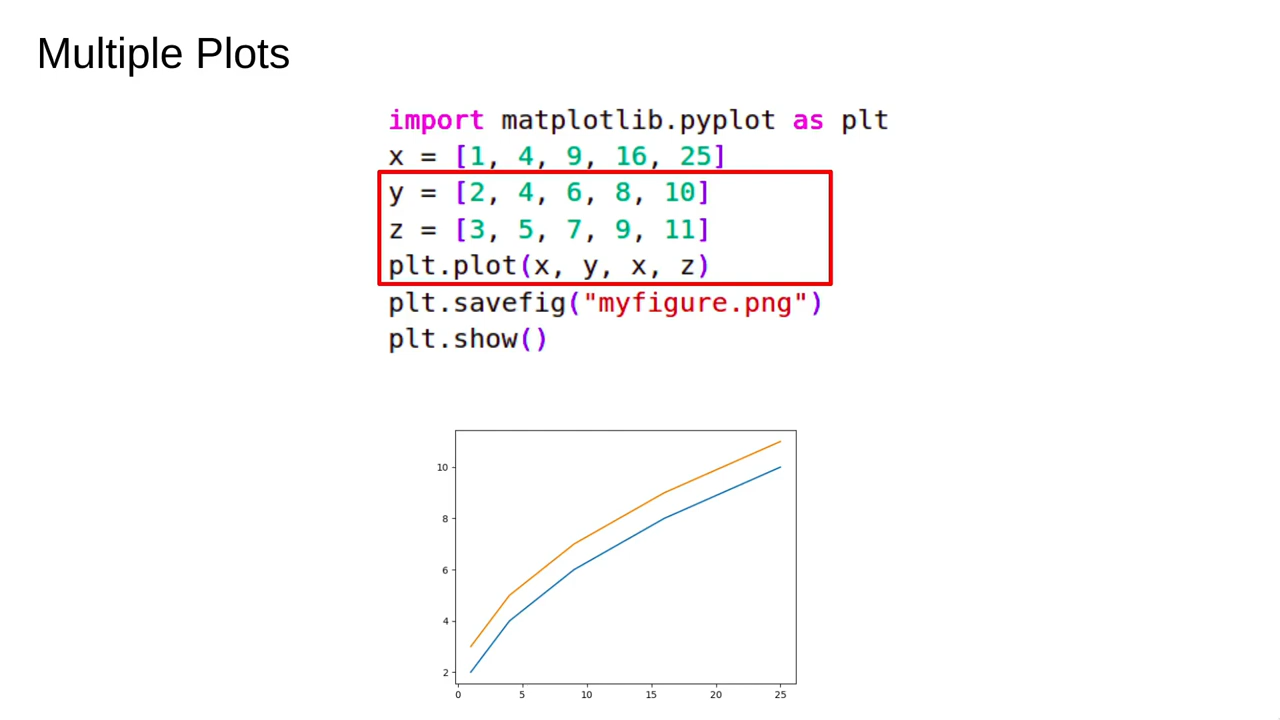 Multiple Plots
import matplotlib.pyplot as plt
x = [1, 4, 9, 16, 25]
y = [2, 4, 6, 8, 10]
z = [3, 5, 7, 9, 11]
plt.plot(x, y, x, z)
plt.savefig("myfigure.png")
plt.show()
10
8
6
4
2
0 5 10 15 20 25